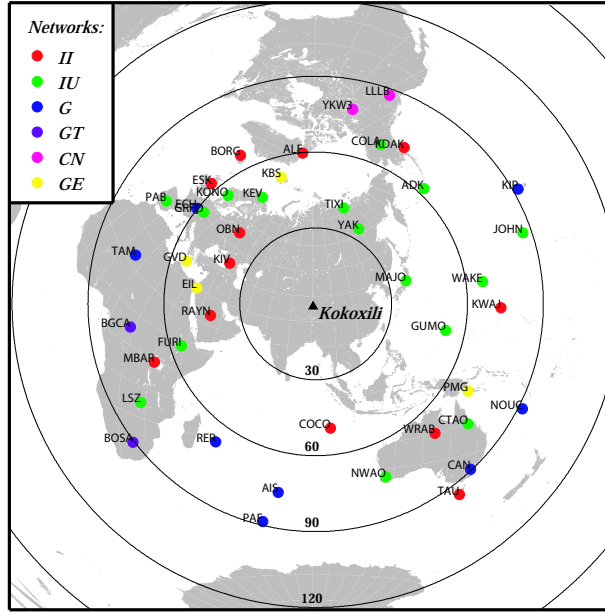 Networks:
II
IU
G
GT
CN
GE
LLLB
YKW3
COLA
KDAK
BORG
ALE
KBS
ESK
KONO
KEV
ADK
KIP
PAB
ECH
TIXI
OBN
YAK
JOHN
TAM
GVD
KIV
EIL
MAJO
WAKE
KWAJ
RAYN
Kokoxili
BGCA
FURI
GUMO
MBAR
30
PMG
LSZ
NOUC
COCO
CTAO
WRAB
BOSA
RER
60
NWAO
CAN
AIS
TAU
PAF
90
120